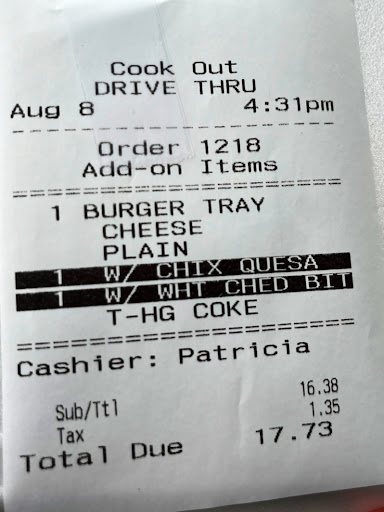 Cook Out
DRIVE THRU
Aug 8 4:31pm
Order 1218
Add-on Items
1 BURGER TRAY
CHEESE
PLAIN
1 W/ CHIX QUESA
1 W/ WHT CHED BIT
T-HG COKE
Cashier: Patricia
Sub/Ttl 16.38
Tax 1.35
Total Due 17.73